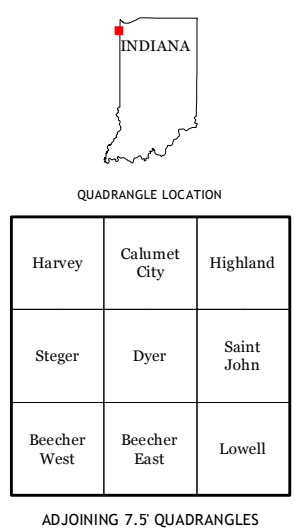 INDIANA
QUADRANGLE LOCATION
Harvey
Calumet
City
Highland
Steger
Dyer
Saint
John
Beecher
West
Beecher
East
Lowell
ADJOINING 7.5' QUADRANGLES